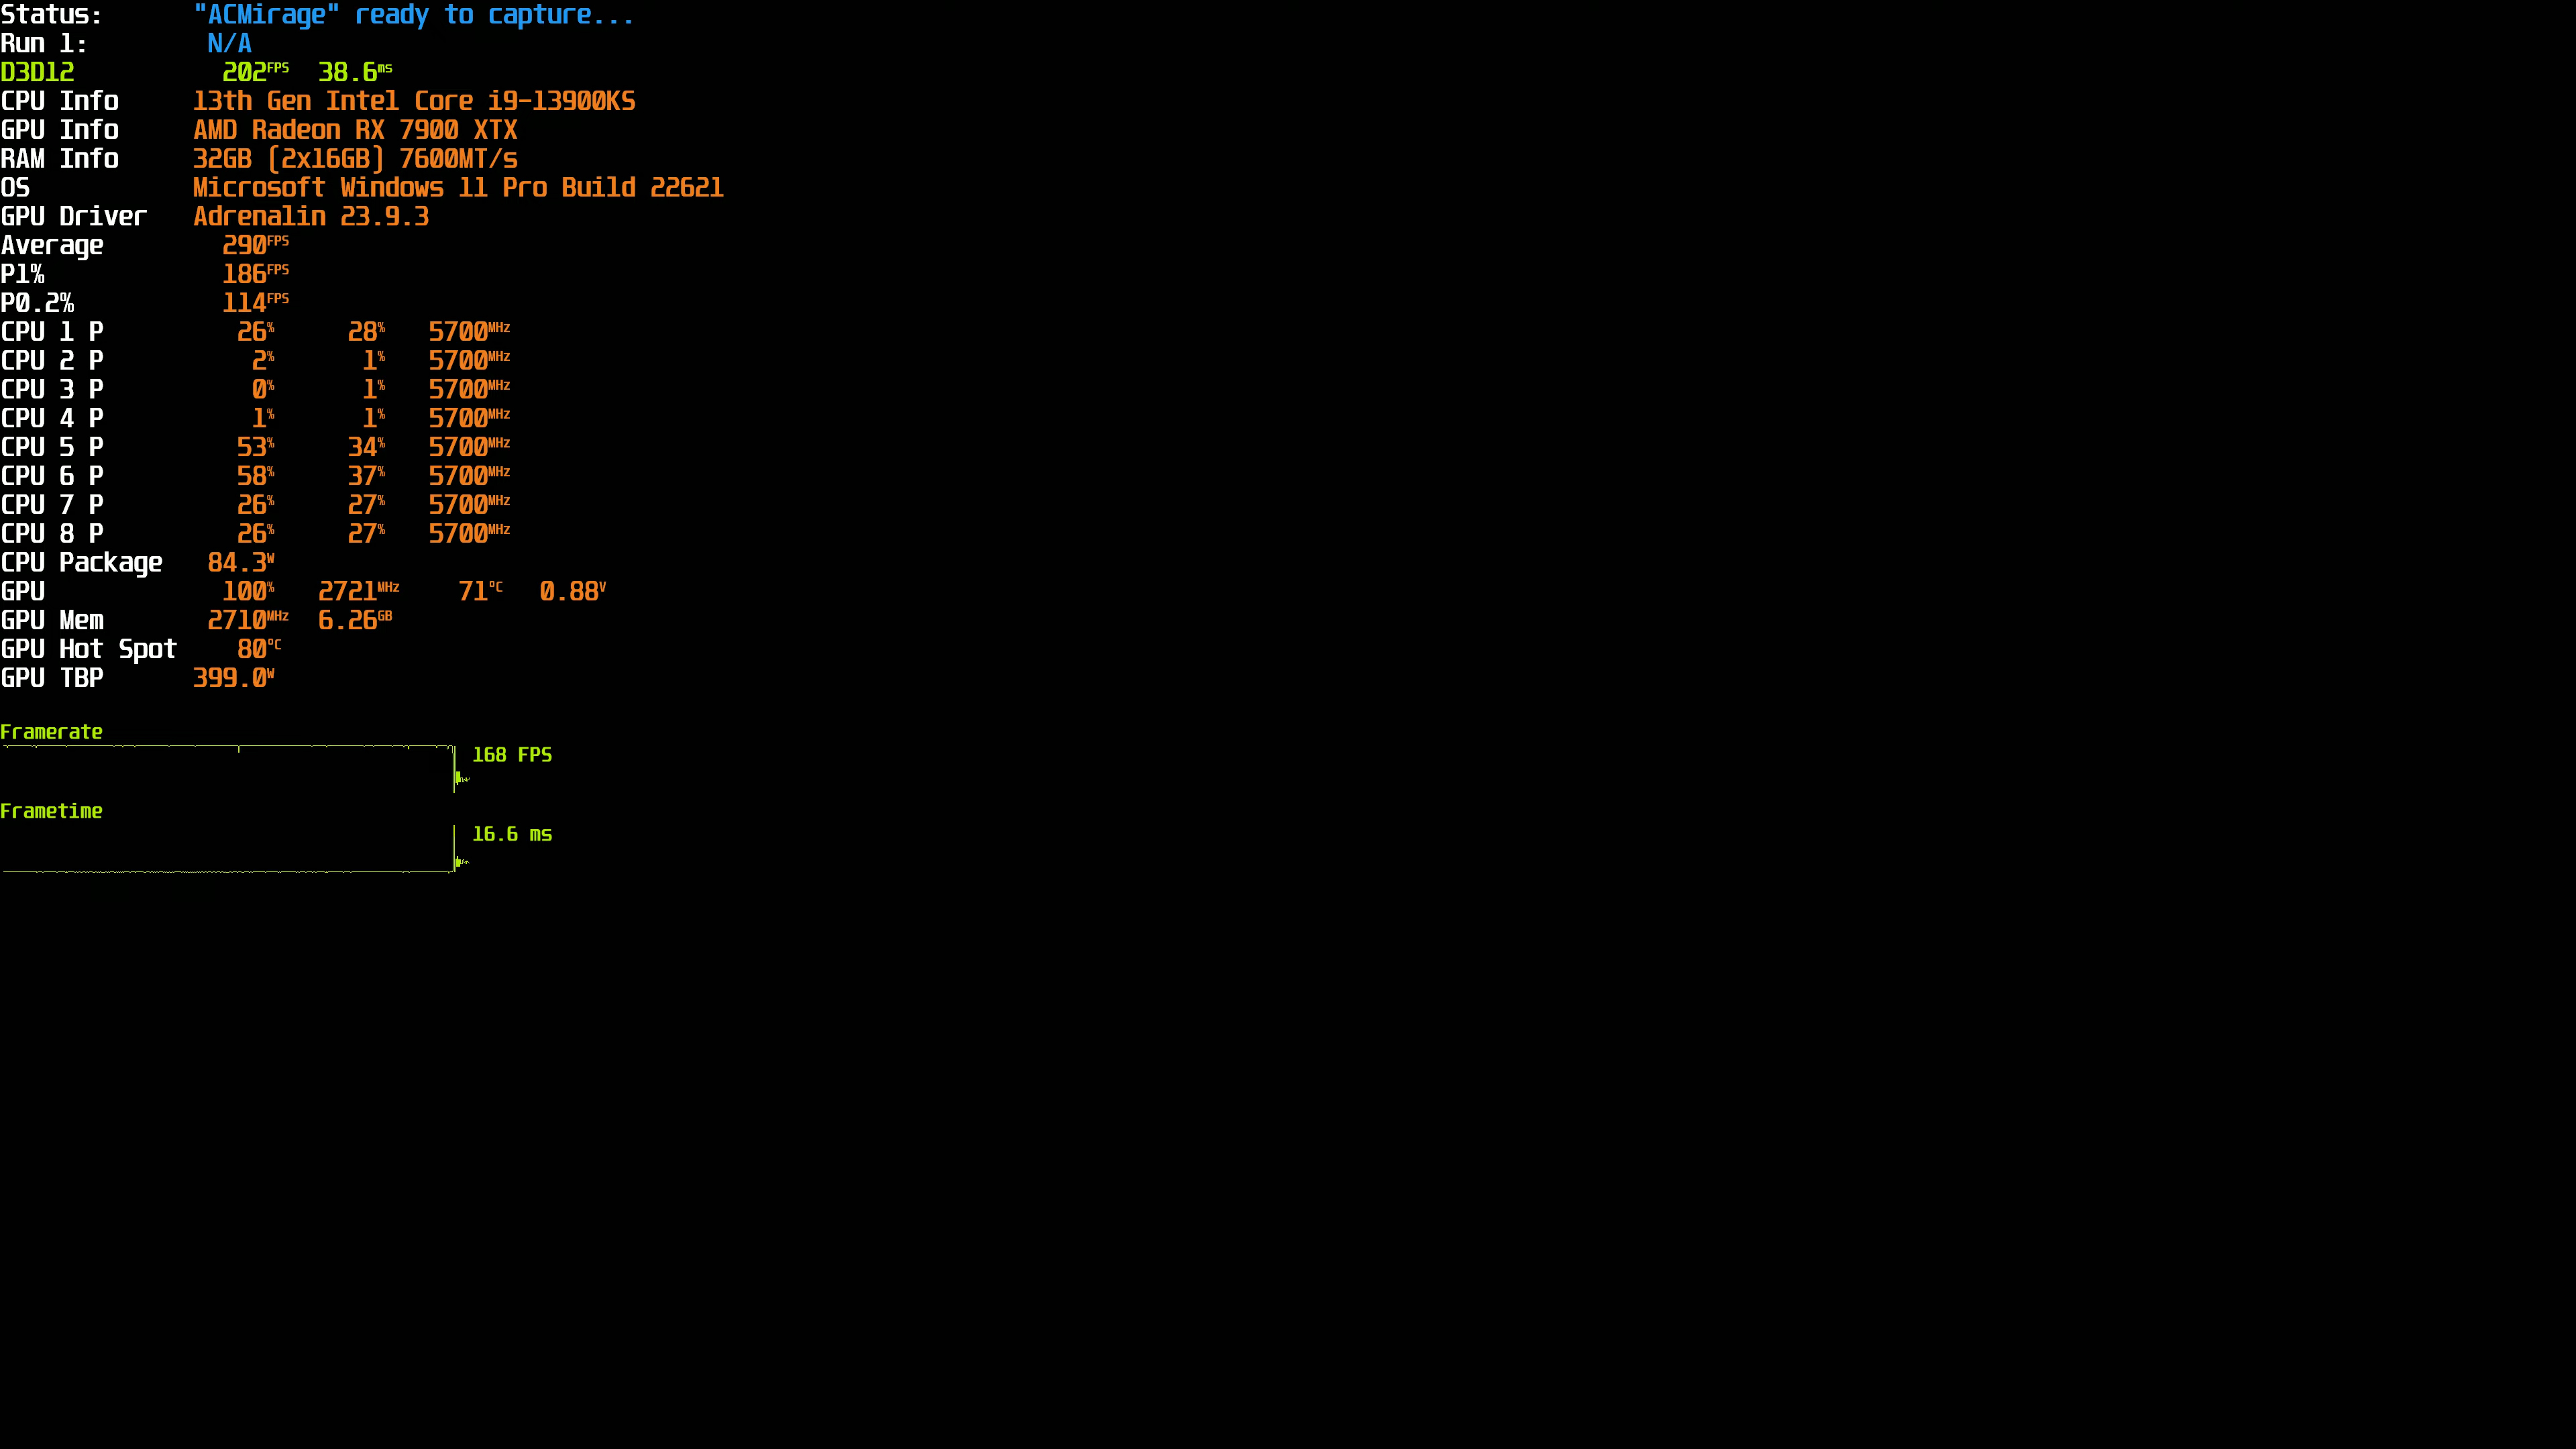 Status: "ACMirage" ready to capture...
Run 1: N/A
D3D12 202FPS 38.6ms
CPU Info 13th Gen Intel Core i9-13900KS
GPU Info AMD Radeon RX 7900 XTX
RAM Info 32GB (2x16GB) 7600MT/s
OS Microsoft Windows 11 Pro Build 22621
GPU Driver Adrenalin 23.9.3
Average 290FPS
P1% 186FPS
P0.2% 114FPS
CPU 1 P 26% 28% 5700MHz
CPU 2 P 2% 1% 5700MHz
CPU 3 P 0% 1% 5700MHz
CPU 4 P 1% 1% 5700MHz
CPU 5 P 53% 34% 5700MHz
CPU 6 P 58% 37% 5700MHz
CPU 7 P 26% 27% 5700MHz
CPU 8 P 26% 27% 5700MHz
CPU Package 84.3W
GPU 100% 2721MHz 71°C 0.88V
GPU Mem 2710MHz 6.26GB
GPU Hot Spot 80°C
GPU TBP 399.0W
Framerate
168 FPS
Frametime
16.6 ms